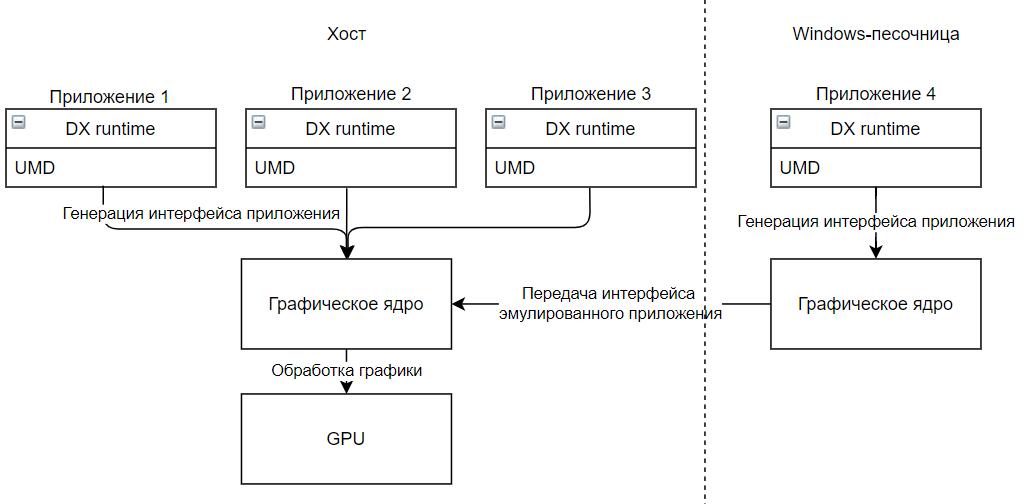 Хост
Windows-песочница
Приложение 1
Приложение 2
Приложение 3
Приложение 4
DX runtime
DX runtime
DX runtime
DX runtime
UMD
UMD
UMD
UMD
Генерация интерфейса приложения
Генерация интерфейса приложения
Графическое ядро
Передача интерфейса
эмулированного приложения
Графическое ядро
Обработка графики
GPU